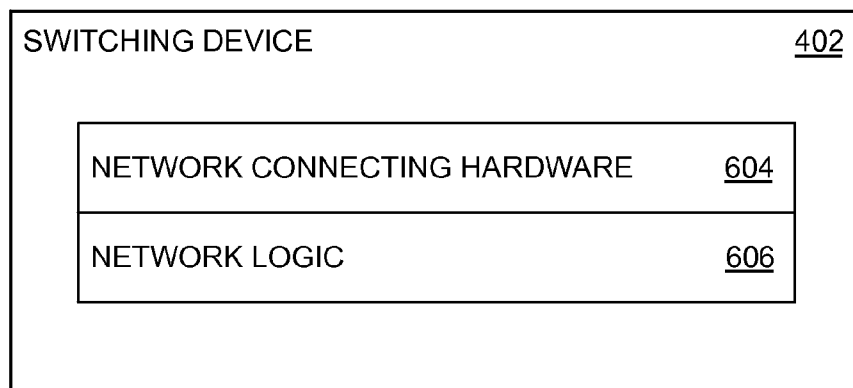 SWITCHING DEVICE 402
NETWORK CONNECTING HARDWARE 604
NETWORK LOGIC 606